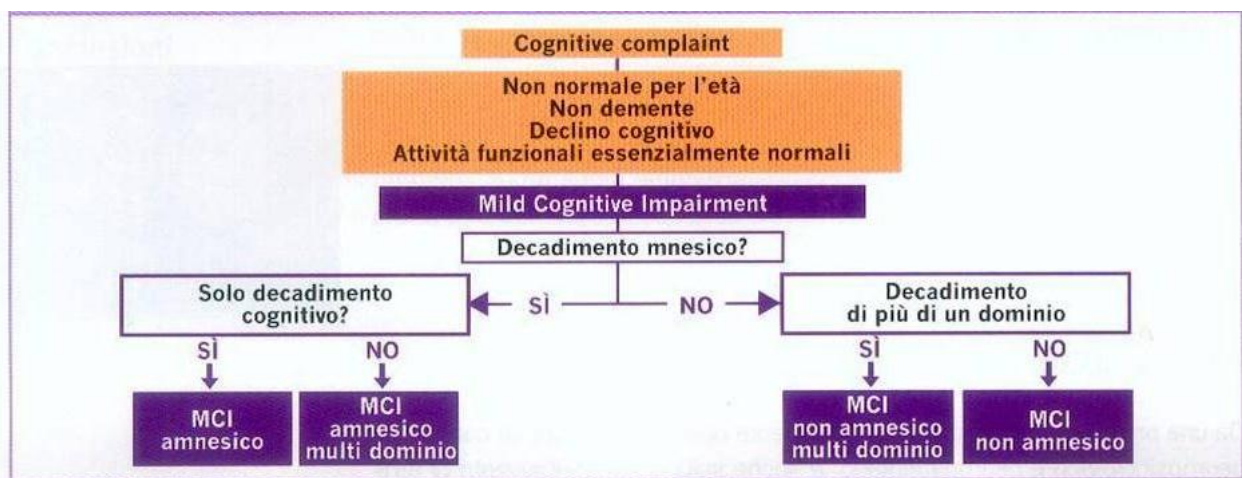 Cognitive complaint
Non normale per l'età
Non demente
Declino cognitivo
Attività funzionali essenzialmente normali
Mild Cognitive Impairment
Decadimento mnesico?
Solo decadimento
cognitivo?
SÌ
NO
Decadimento
di più di un dominio
SÌ
NO
SÌ
NO
MCI
amnesico
MCI
amnesico
multi dominio
MCI
non amnesico
multi dominio
MCI
non amnesico